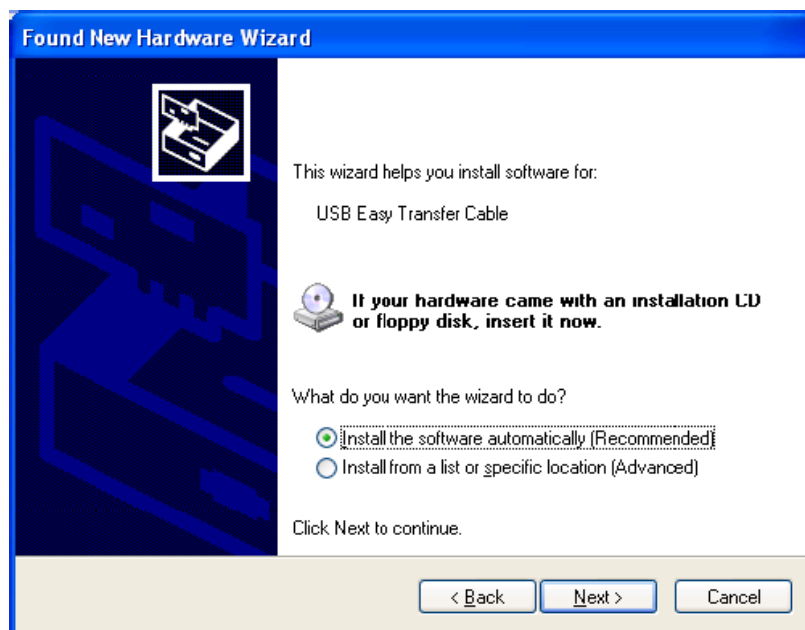 Found New Hardware Wizard
This wizard helps you install software for:
USB Easy Transfer Cable
If your hardware came with an installation CD
or floppy disk, insert it now.
What do you want the wizard to do?
Install the software automatically (Recommended)
Install from a list or specific location (Advanced)
Click Next to continue.
< Back
Next >
Cancel